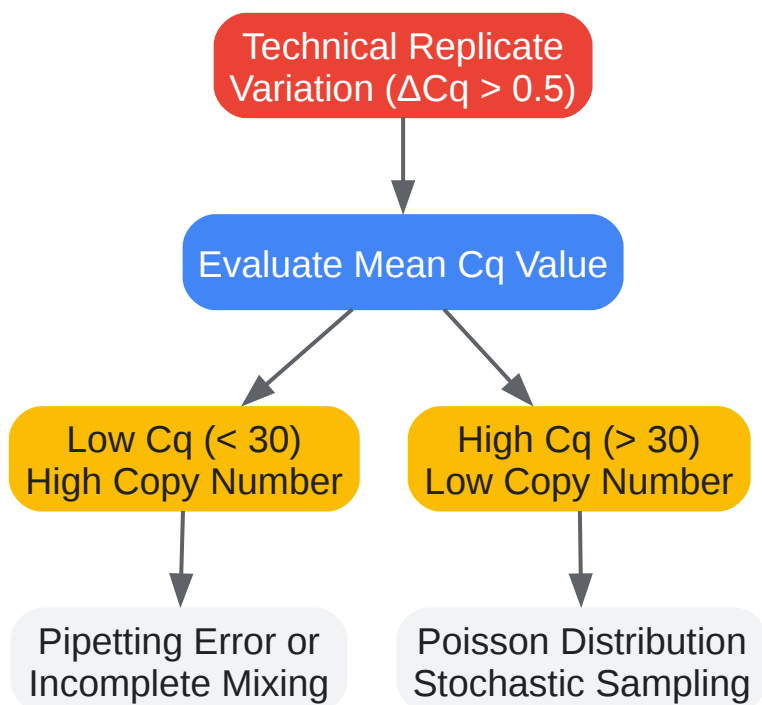 Technical Replicate
Variation (ΔCq > 0.5)
Evaluate Mean Cq Value
Low Cq (< 30)
High Copy Number
High Cq (> 30)
Low Copy Number
Pipetting Error or
Incomplete Mixing
Poisson Distribution
Stochastic Sampling